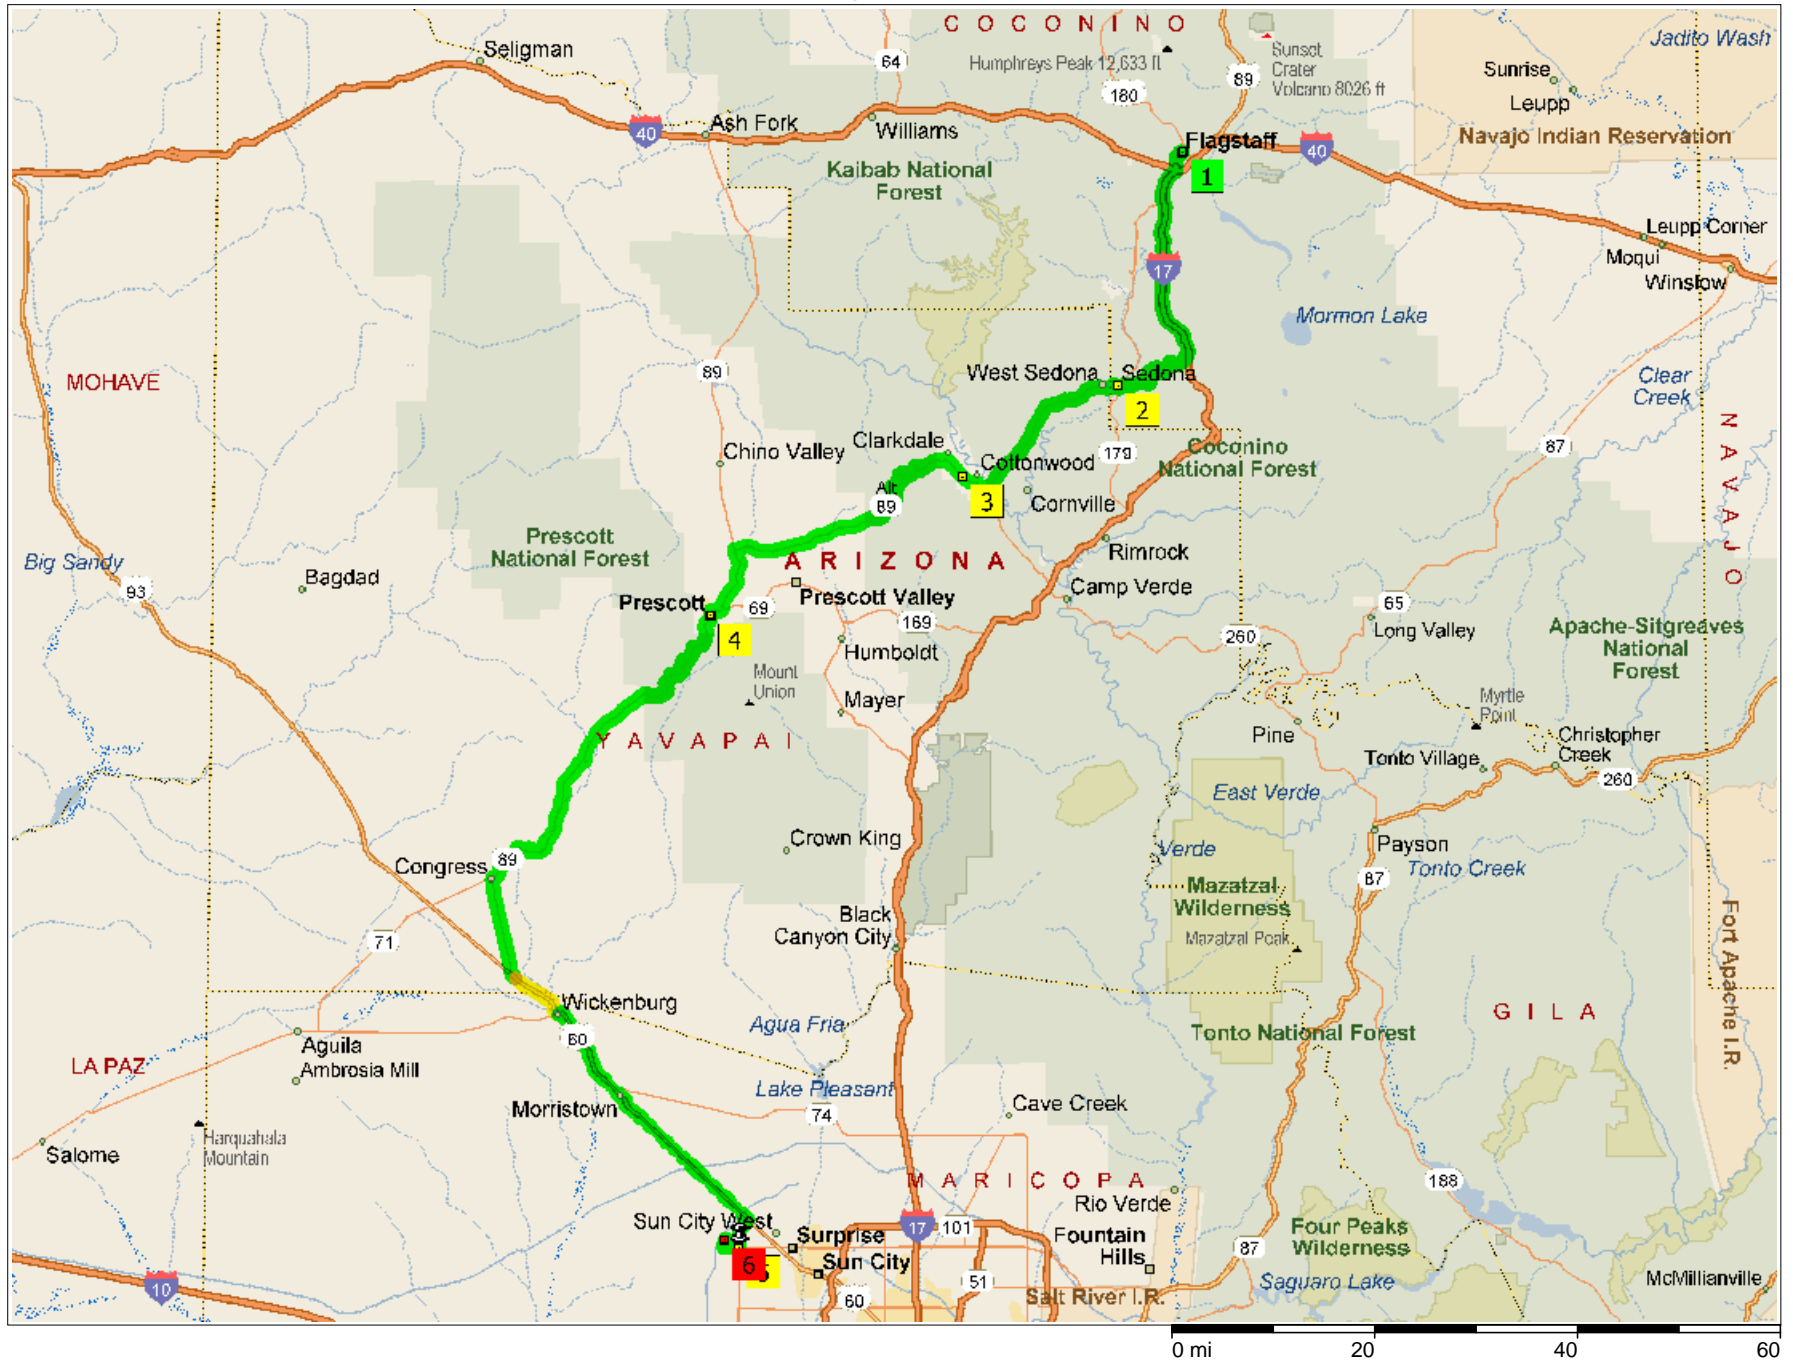 COCONINO
Jadito Wash
Seligman
64
Humphreys Peak 12,633 ft
89
Sunset
Crater
Volcano 8026 ft
Sunrise
Leupp
180
40
Ash Fork
Williams
Flagstaff
40
Navajo Indian Reservation
Kaibab National
Forest
1
Leupp Corner
Moqui
Winslow
17
Mormon Lake
MOHAVE
89
West Sedona
Sedona
Clear
Creek
2
NAVAJO
Chino Valley
Clarkdale
Cottonwood
179
Coconino
National Forest
87
Alt
89
3
Cornville
Prescott
National Forest
ARIZONA
Rimrock
Big Sandy
93
Bagdad
Prescott
69
Prescott Valley
Camp Verde
65
4
169
260
Long Valley
Apache-Sitgreaves
National
Forest
Humboldt
Mount
Union
Mayer
Myrtle
Point
YAVAPAI
Pine
Christopher
Creek
Tonto Village
260
East Verde
Crown King
Payson
Verde
Tonto Creek
Congress
89
87
Mazatzal
Wilderness
Black
Canyon City
Mazatzal Peak
71
Fort Apache I.R.
Wickenburg
Agua Fria
GILA
60
Tonto National Forest
Aguila
Ambrosia Mill
LA PAZ
Lake Pleasant
Morristown
74
Cave Creek
Harquahala
Mountain
Salome
MARICOPA
188
Rio Verde
Sun City West
17
101
Surprise
Fountain
Hills
Four Peaks
Wilderness
87
6
5
Sun City
51
Saguaro Lake
McMillianville
10
60
Salt River I.R.
0 mi
20
40
60